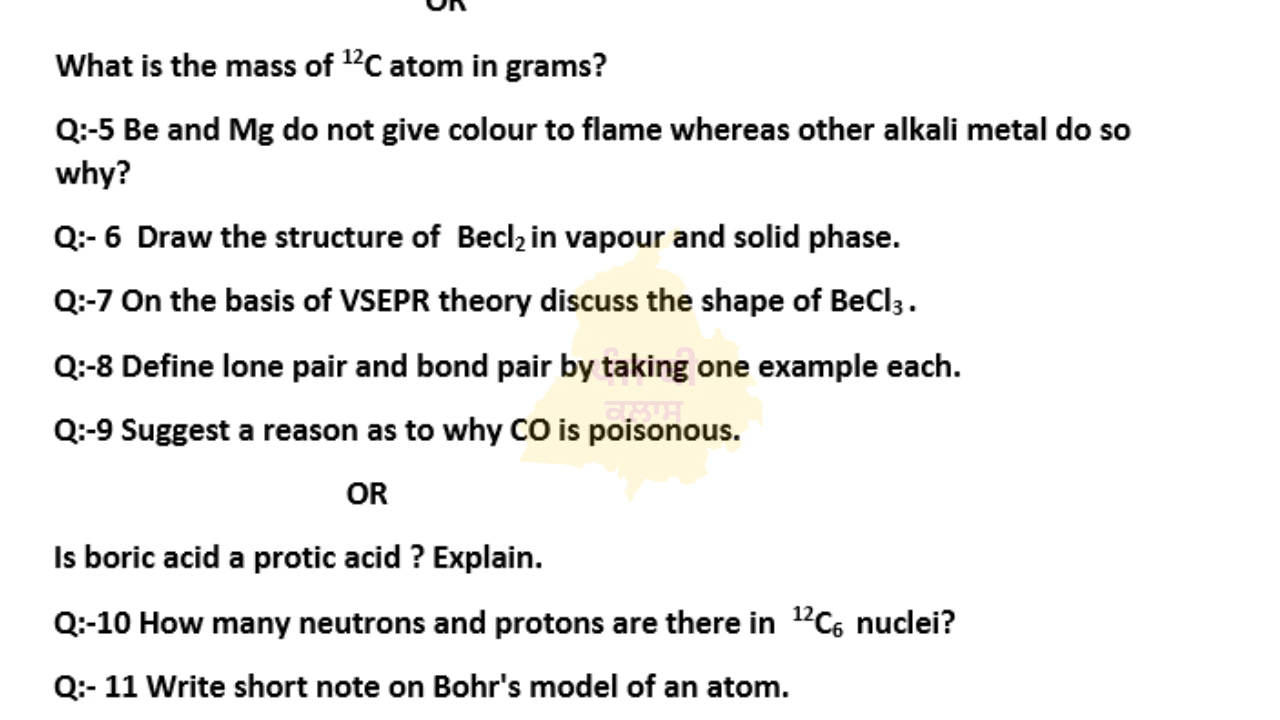 OR
What is the mass of ¹²C atom in grams?
Q:-5 Be and Mg do not give colour to flame whereas other alkali metal do so
why?
Q:- 6 Draw the structure of Becl₂ in vapour and solid phase.
Q:-7 On the basis of VSEPR theory discuss the shape of BeCl₃ .
Q:-8 Define lone pair and bond pair by taking one example each.
ਪੰਜਾਬੀ
ਕਲਾਸ
Q:-9 Suggest a reason as to why CO is poisonous.
OR
Is boric acid a protic acid ? Explain.
Q:-10 How many neutrons and protons are there in ¹²C₆ nuclei?
Q:- 11 Write short note on Bohr's model of an atom.